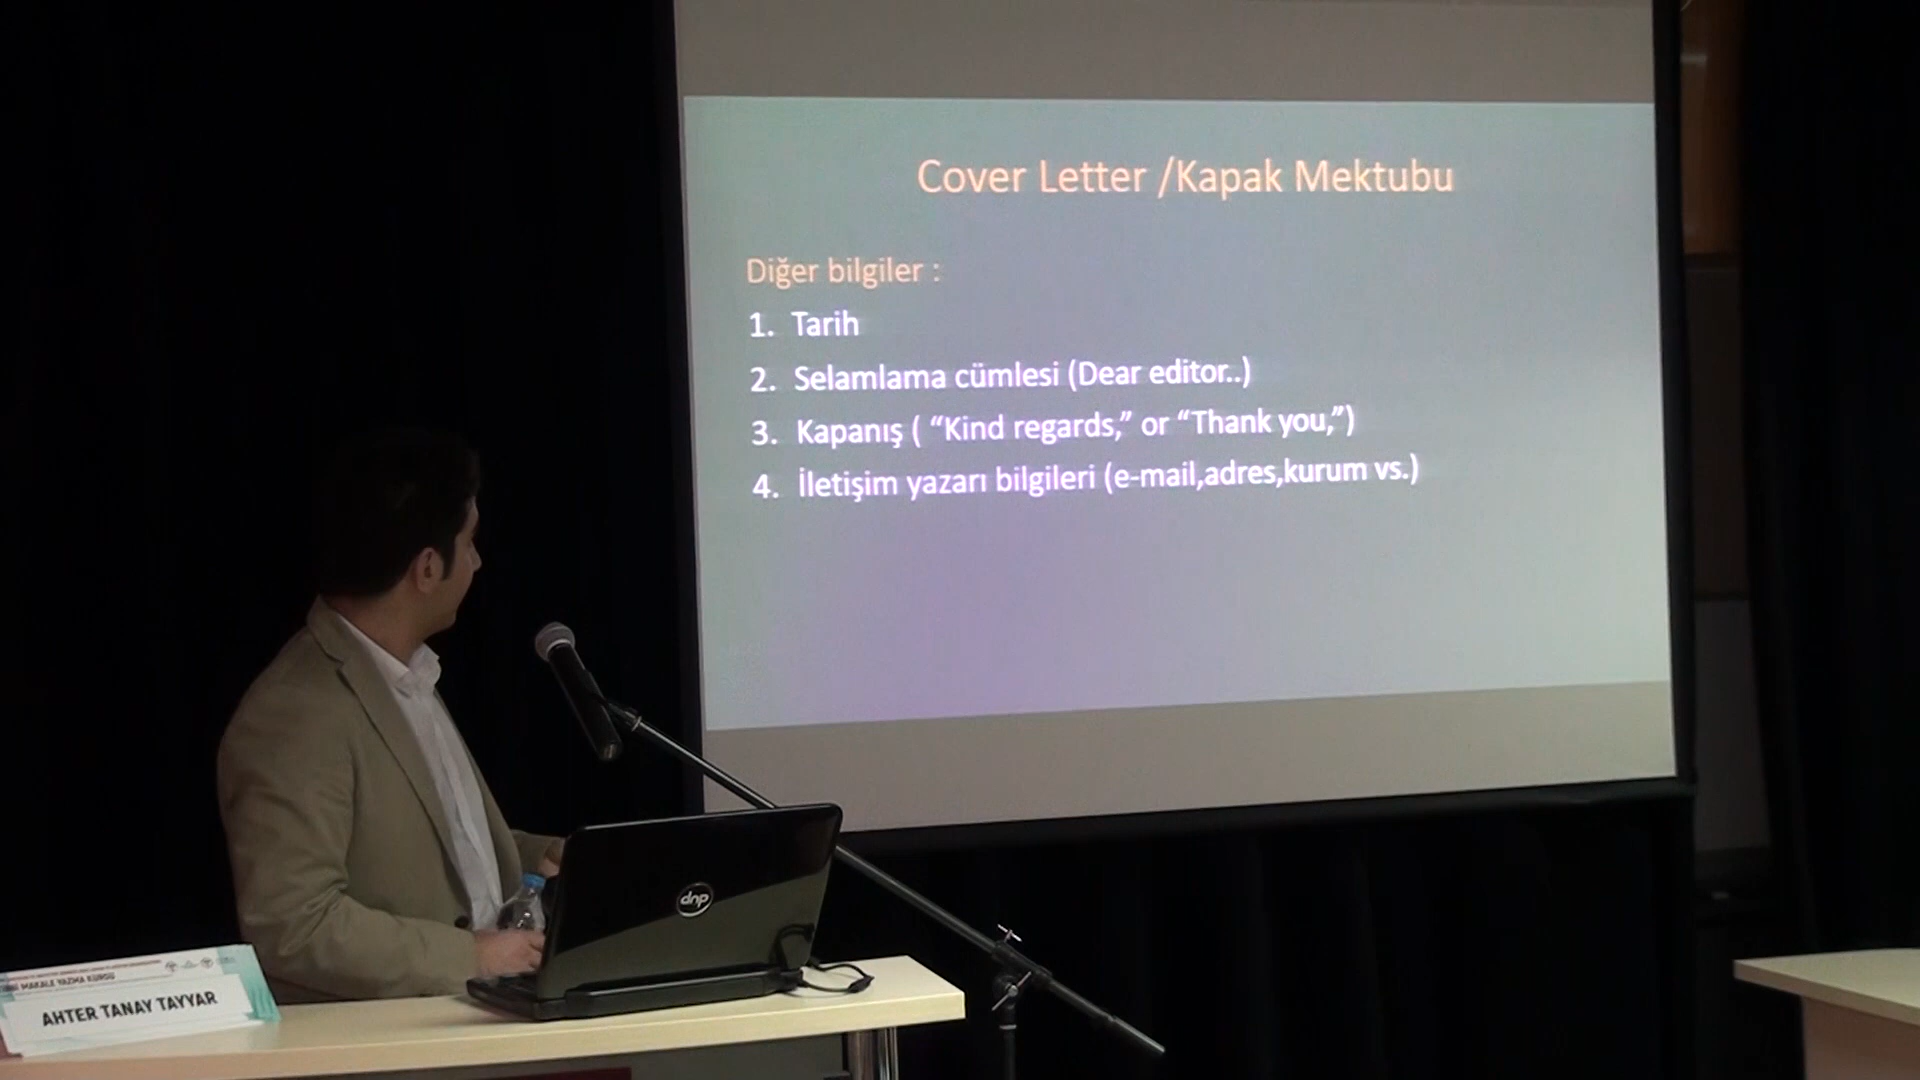 Cover Letter /Kapak Mektubu
Diğer bilgiler :
1. Tarih
2. Selamlama cümlesi (Dear editor..)
3. Kapanış ( “Kind regards,” or “Thank you,”)
4. İletişim yazarı bilgileri (e-mail,adres,kurum vs.)
dnp
MAKALE YAZMA KURSU
AHTER TANAY TAYYAR